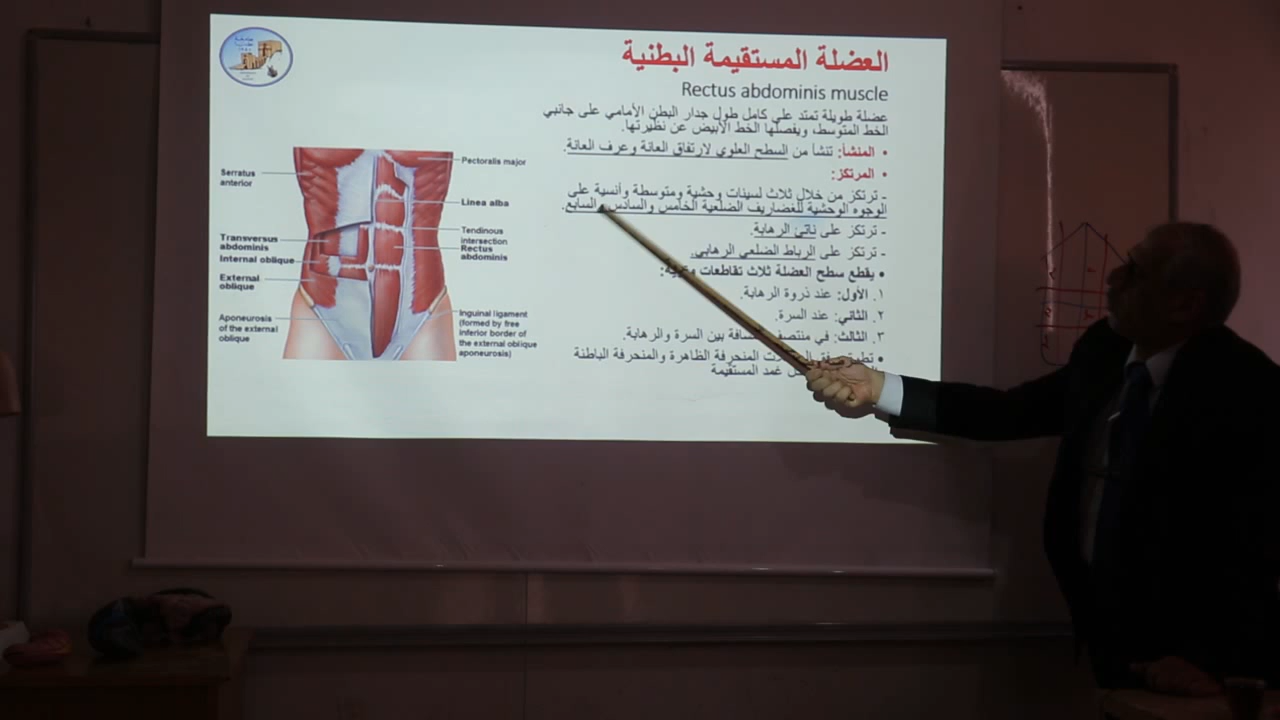 العضلة المستقيمة البطنية
Rectus abdominis muscle
عضلة طويلة تمتد على كامل طول جدار البطن الأمامي على جانبي
الخط المتوسط، ويفصلها الخط الأبيض عن نظيرتها.
• المنشأ: تنشأ من السطح العلوي لارتفاق العانة وعرف العانة.
• المرتكز:
- ترتكز من خلال ثلاث لسينات وحشية ومتوسطة وأنسية على
الوجوه الوحشية للغضاريف الضلعية الخامس والسادس والسابع.
- ترتكز على ناتئ الرهابة.
- ترتكز على الرباط الضلعي الرهابي.
• يقطع سطح العضلة ثلاث تقاطعات
١. الأول: عند ذروة الرهابة.
٢. الثاني: عند السرة.
٣. الثالث: في منتصف بين السرة والرهابة.
• المنحرفة الظاهرة والمنحرفة الباطنة
غمد المستقيمة
Serratus
anterior
Transversus
abdominis
Internal oblique
External
oblique
Aponeurosis
of the external
oblique
Pectoralis major
Linea alba
Tendinous
intersection
Rectus
abdominis
Inguinal ligament
(formed by free
inferior border of
the external oblique
aponeurosis)